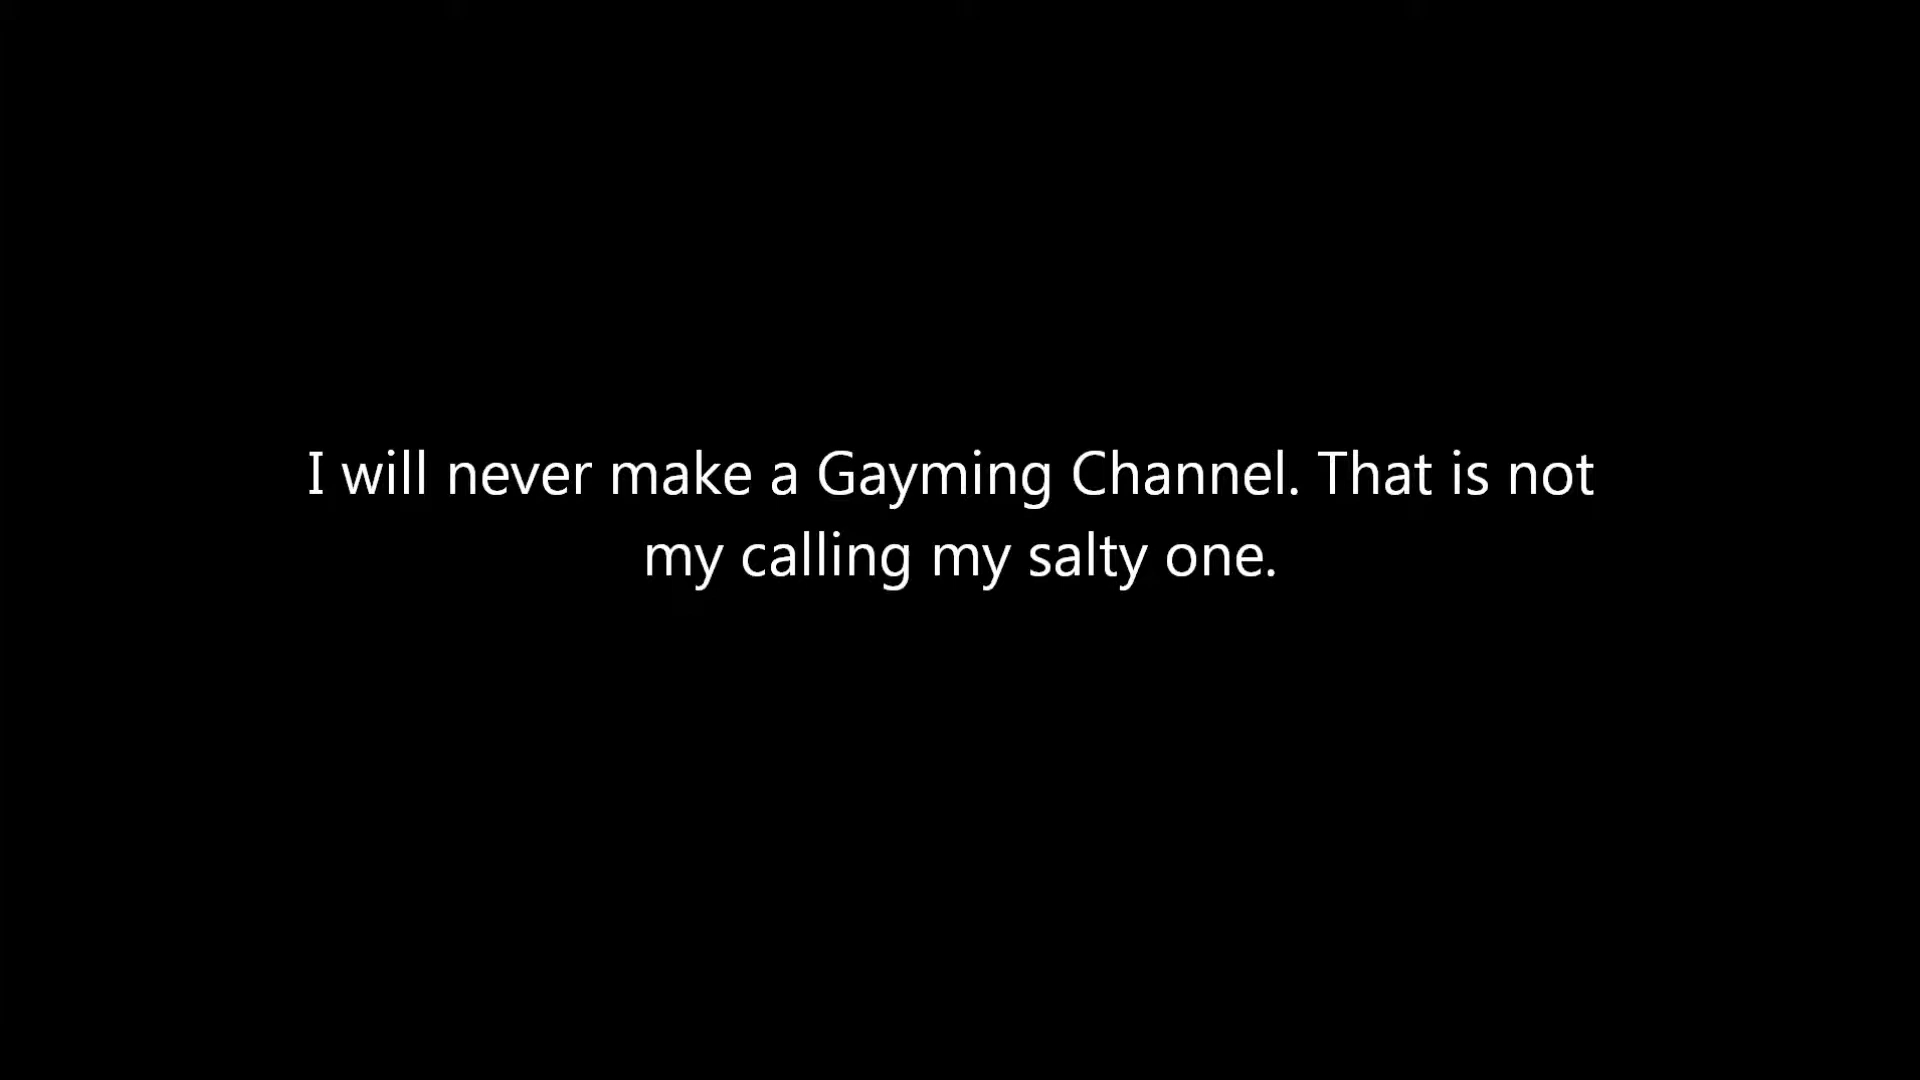 I will never make a Gayming Channel. That is not
my calling my salty one.